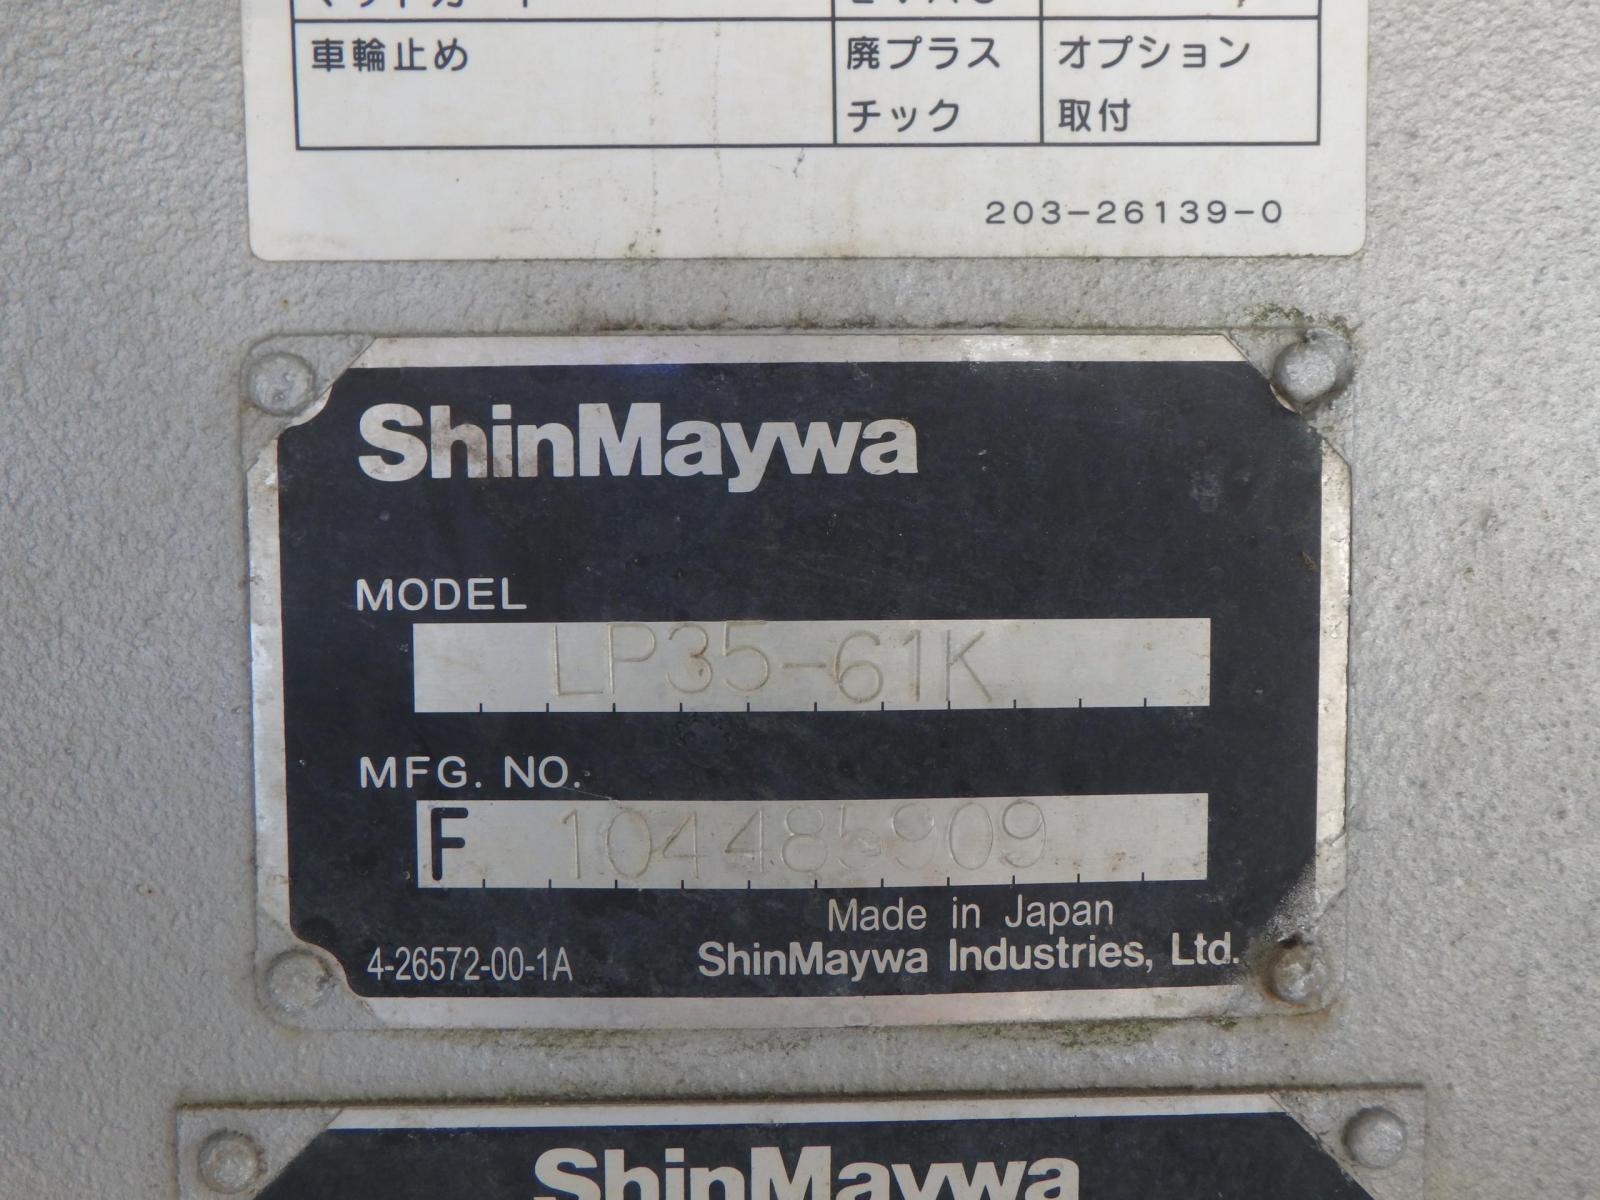 車輪止め
廃プラス
チック
オプション
取付
203-26139-0
ShinMaywa
MODEL
LP35-61K
MFG. NO.
F 104485909
Made in Japan
4-26572-00-1A
ShinMaywa Industries, Ltd.
ShinMaywa